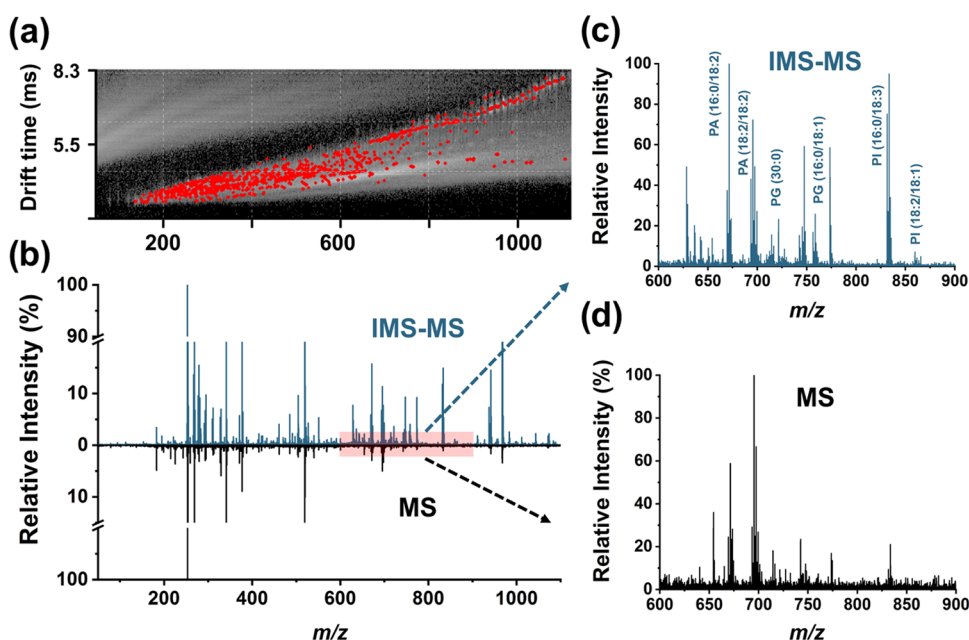 (a)
Drift time (ms)
8.3
5.5
200
400
600
800
1000
(b)
Relative Intensity (%)
100
90
10
0
10
100
IMS-MS
MS
200
400
600
800
1000
m/z
(c)
Relative Intensity
100
80
60
40
20
0
IMS-MS
PA (16:0/18:2)
PA (18:2/18:2)
PG (30:0)
PG (16:0/18:1)
PI (16:0/18:3)
PI (18:2/18:1)
600
650
700
750
800
850
900
m/z
(d)
Relative Intensity (%)
100
80
60
40
20
0
MS
600
650
700
750
800
850
900
m/z